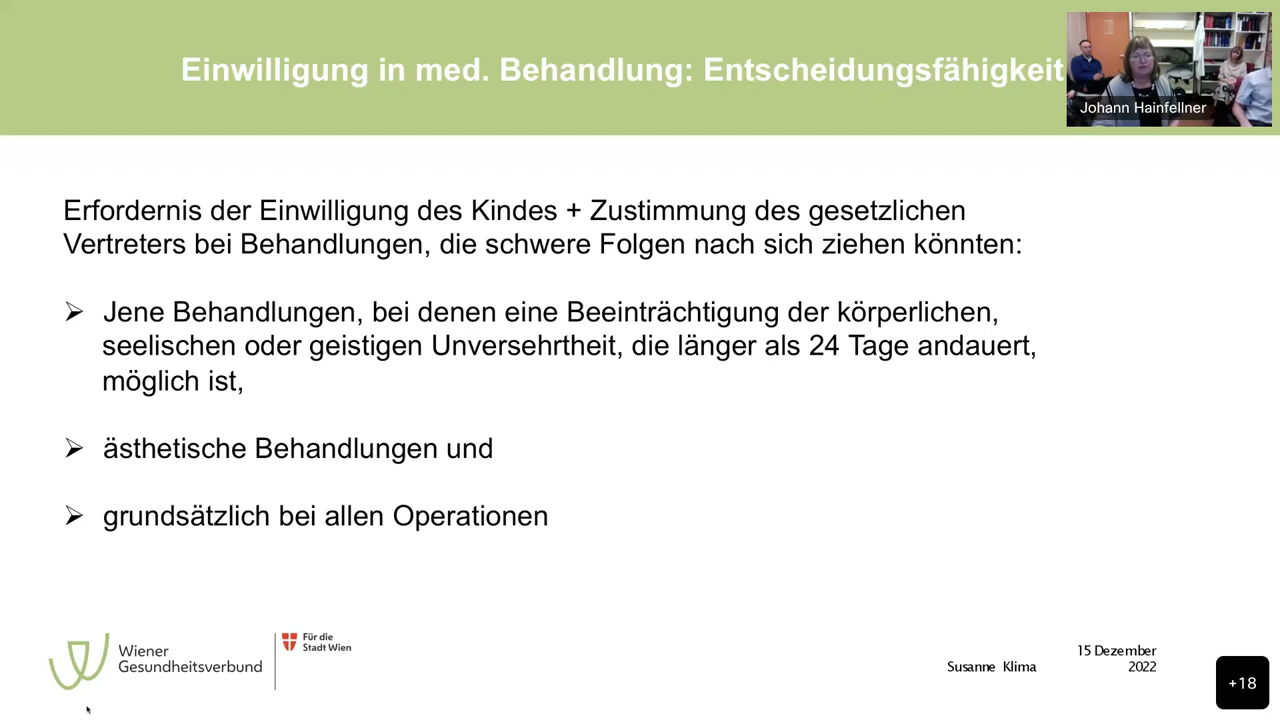 Einwilligung in med. Behandlung: Entscheidungsfähigkeit
Johann Hainfellner
Erfordernis der Einwilligung des Kindes + Zustimmung des gesetzlichen
Vertreters bei Behandlungen, die schwere Folgen nach sich ziehen könnten:
➢ Jene Behandlungen, bei denen eine Beeinträchtigung der körperlichen,
seelischen oder geistigen Unversehrtheit, die länger als 24 Tage andauert,
möglich ist,
➢ ästhetische Behandlungen und
➢ grundsätzlich bei allen Operationen
Wiener
Gesundheitsverbund
Für die
Stadt Wien
Susanne Klima
15 Dezember
2022
+18